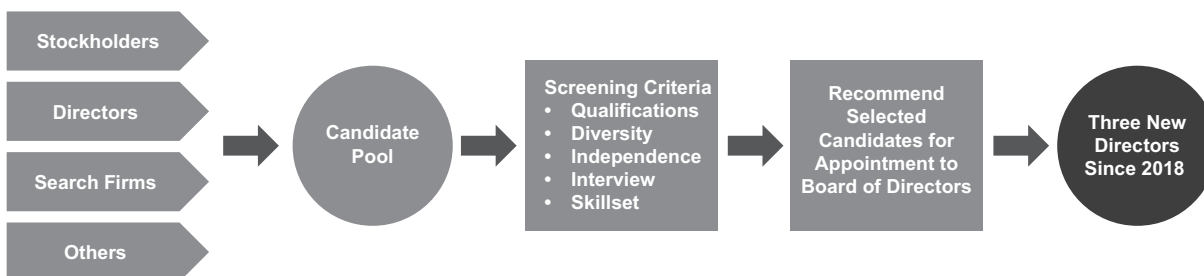 Stockholders
Directors
Search Firms
Others
Candidate
Pool
Screening Criteria
• Qualifications
• Diversity
• Independence
• Interview
• Skillset
Recommend
Selected
Candidates for
Appointment to
Board of Directors
Three New
Directors
Since 2018